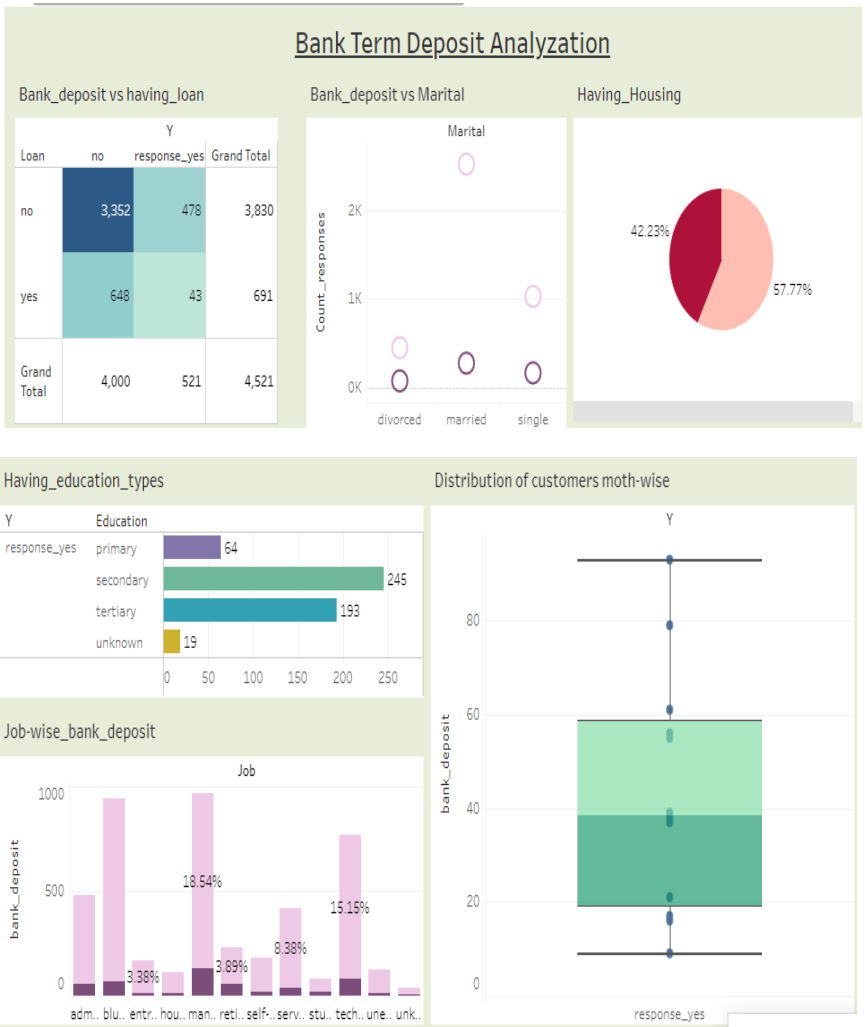 Bank Term Deposit Analyzation
Bank_deposit vs having_loan
Y
Loan no response_yes Grand Total
no 3,352 478 3,830
yes 648 43 691
Grand Total 4,000 521 4,521
Bank_deposit vs Marital
Marital
Count_responses
2K
1K
0K
divorced married single
Having_Housing
42.23%
57.77%
Having_education_types
Y Education
response_yes primary 64
secondary 245
tertiary 193
unknown 19
0 50 100 150 200 250
Distribution of customers moth-wise
Y
bank_deposit
80
60
40
20
0
response_yes
Job-wise_bank_deposit
Job
bank_deposit
1000
500
0
18.54%
15.15%
8.38%
3.89%
3.38%
adm.. blu.. entr.. hou.. man.. reti.. self-.. serv.. stu.. tech.. une.. unk..